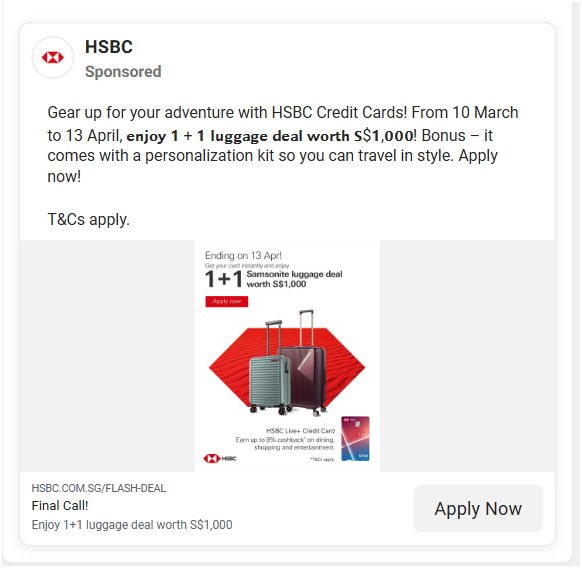 HSBC
Sponsored
Gear up for your adventure with HSBC Credit Cards! From 10 March
to 13 April, enjoy 1 + 1 luggage deal worth S$1,000! Bonus – it
comes with a personalization kit so you can travel in style. Apply
now!
T&Cs apply.
Ending on 13 Apr!
Get your card instantly and enjoy
1+1 Samsonite luggage deal
worth S$1,000
Apply now
HSBC Live+ Credit Card
Earn up to 8% cashback* on dining,
shopping and entertainment.
HSBC
*T&Cs apply.
VISA
HSBC.COM.SG/FLASH-DEAL
Final Call!
Enjoy 1+1 luggage deal worth S$1,000
Apply Now